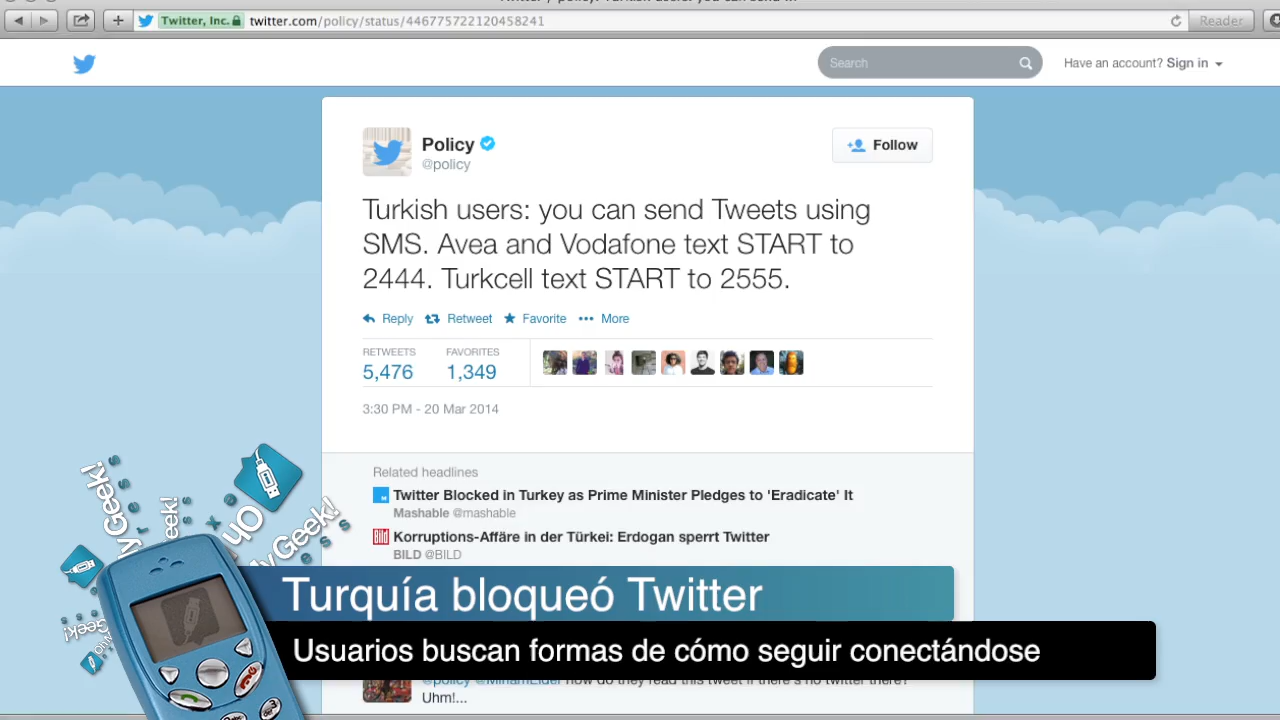 Twitter, Inc. twitter.com/policy/status/446775722120458241
Reader
Search
Have an account? Sign in
Policy
@policy
Follow
Turkish users: you can send Tweets using
SMS. Avea and Vodafone text START to
2444. Turkcell text START to 2555.
Reply Retweet Favorite More
RETWEETS FAVORITES
5,476 1,349
3:30 PM - 20 Mar 2014
Related headlines
Twitter Blocked in Turkey as Prime Minister Pledges to 'Eradicate' It
Mashable @mashable
Korruptions-Affäre in der Türkei: Erdogan sperrt Twitter
BILD @BILD
Turquía bloqueó Twitter
Usuarios buscan formas de cómo seguir conectándose
@policy @MiriamElder how do they read this tweet if there's no twitter there?
Uhm!...